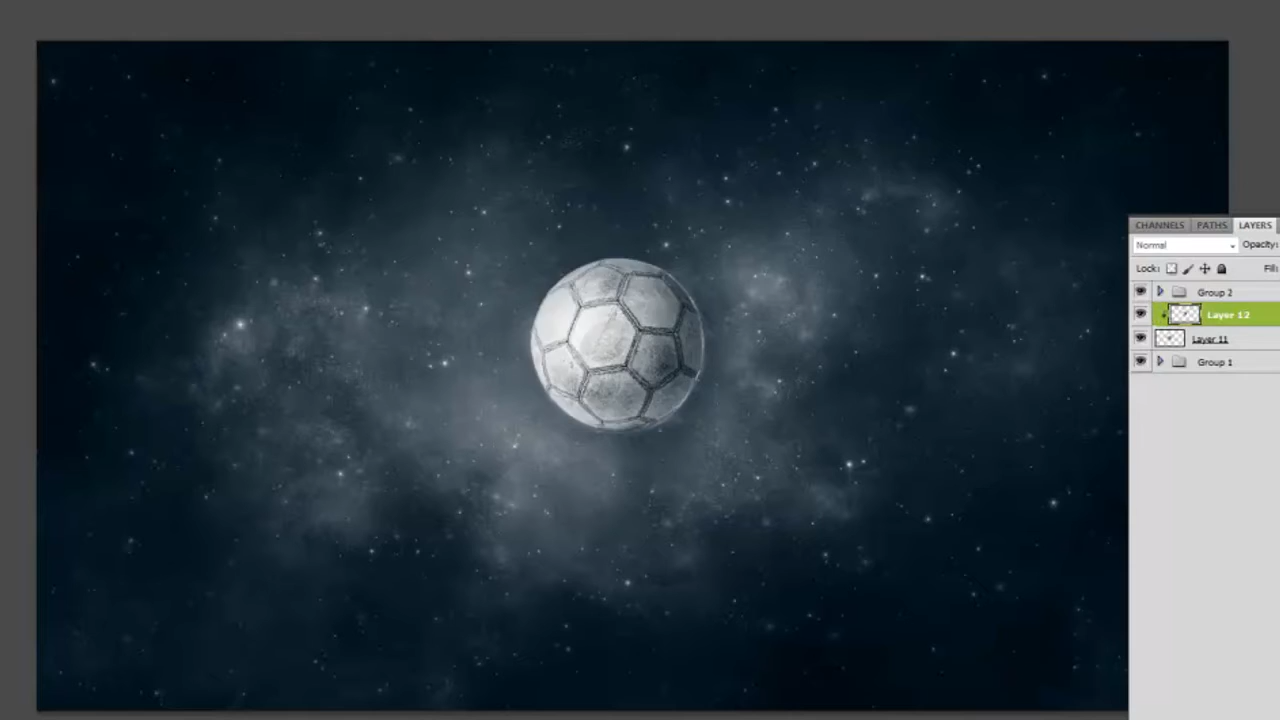 CHANNELS PATHS LAYERS
Normal Opacity:
Lock: Fill:
Group 2
Layer 12
Layer 11
Group 1